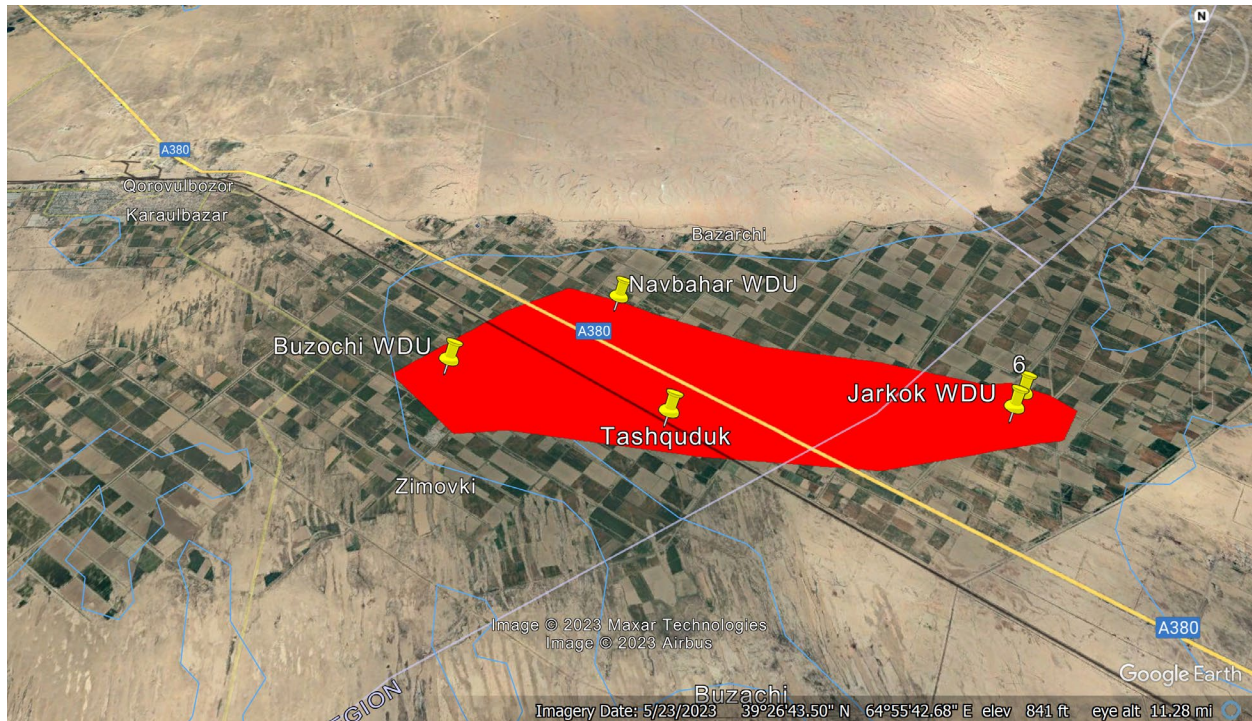 N
A380
Qorovulbozor
Karaulbazar
Bazarchi
Navbahar WDU
A380
Buzochi WDU
6
Jarkok WDU
Tashquduk
Zimovki
Image © 2023 Maxar Technologies
Image © 2023 Airbus
A380
Google Earth
Buzachi
EGION
Imagery Date: 5/23/2023 39°26'43.50" N 64°55'42.68" E elev 841 ft eye alt 11.28 mi